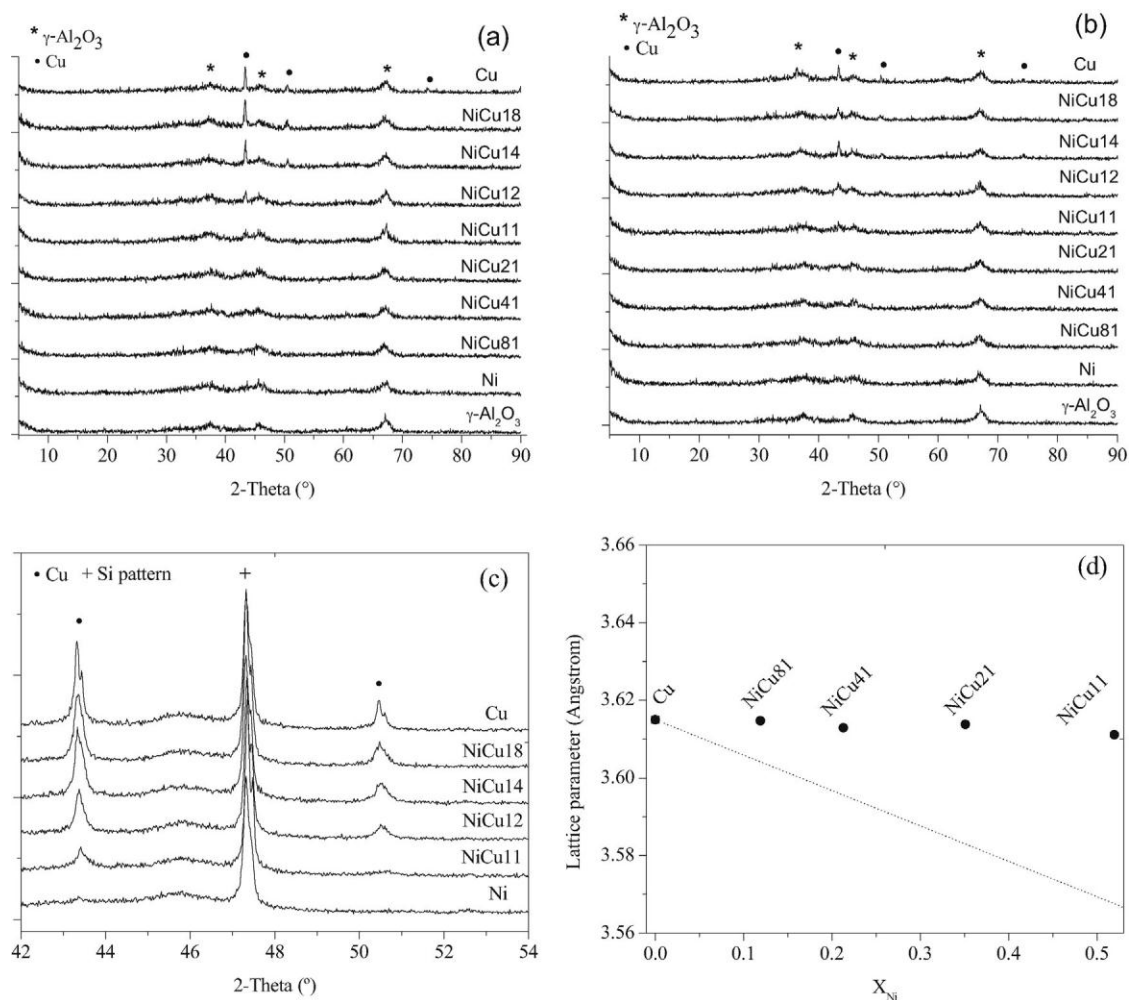 * γ-Al₂O₃
• Cu
(a)
Cu
NiCu18
NiCu14
NiCu12
NiCu11
NiCu21
NiCu41
NiCu81
Ni
γ-Al₂O₃
10 20 30 40 50 60 70 80 90
2-Theta (°)
* γ-Al₂O₃
• Cu
(b)
Cu
NiCu18
NiCu14
NiCu12
NiCu11
NiCu21
NiCu41
NiCu81
Ni
γ-Al₂O₃
10 20 30 40 50 60 70 80 90
2-Theta (°)
• Cu + Si pattern
(c)
Cu
NiCu18
NiCu14
NiCu12
NiCu11
Ni
42 44 46 48 50 52 54
2-Theta (º)
(d)
Lattice parameter (Angstrom)
3.66
3.64
3.62
3.60
3.58
3.56
Cu
NiCu81
NiCu41
NiCu21
NiCu11
0.0 0.1 0.2 0.3 0.4 0.5
X_Ni